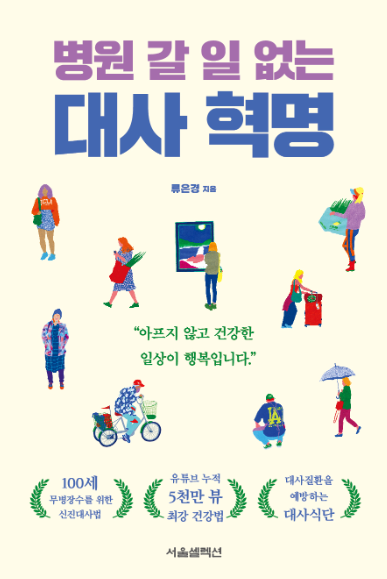 병원 갈 일 없는
대사 혁명
류은경 지음
“아프지 않고 건강한
일상이 행복입니다.”
100세
무병장수를 위한
신진대사법
유튜브 누적
5천만 뷰
최강 건강법
대사질환을
예방하는
대사식단
서울셀렉션